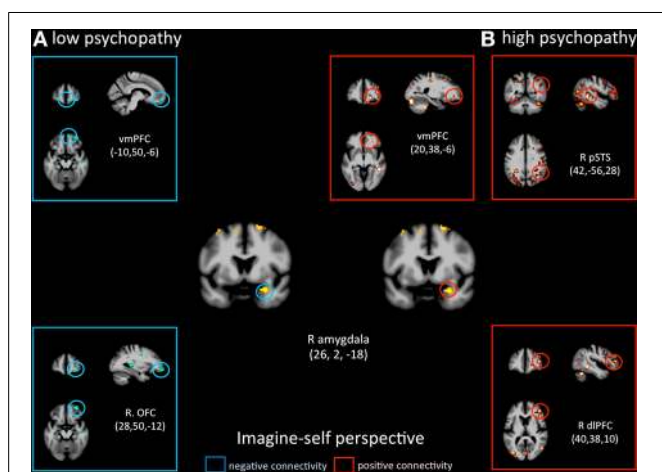 A low psychopathy
B high psychopathy
vmPFC
(-10,50,-6)
vmPFC
(20,38,-6)
R pSTS
(42,-56,28)
R amygdala
(26, 2, -18)
R. OFC
(28,50,-12)
R dlPFC
(40,38,10)
Imagine-self perspective
negative connectivity
positive connectivity